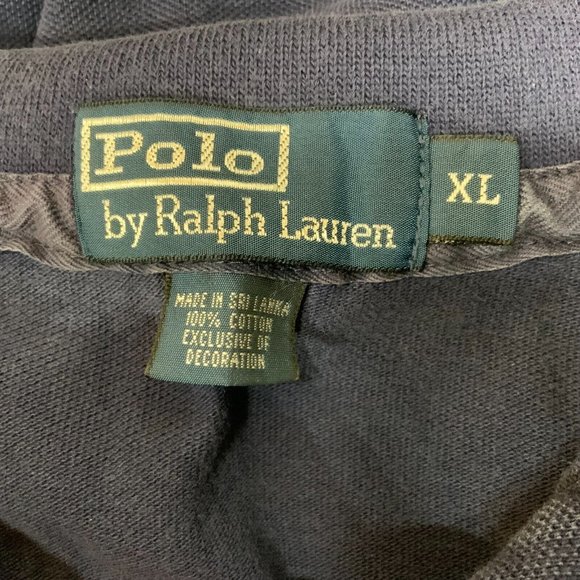 Polo
by Ralph Lauren
XL
MADE IN SRI LANKA
100% COTTON
EXCLUSIVE OF
DECORATION